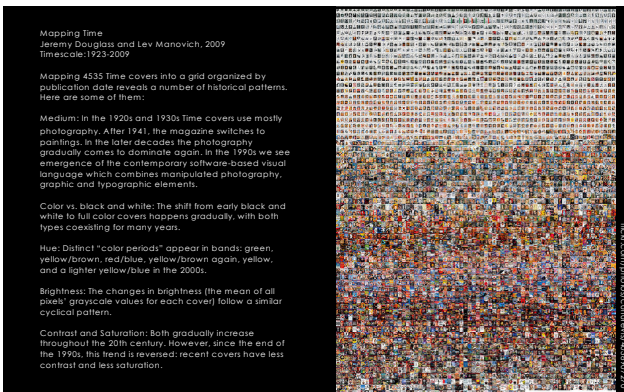 Mapping Time
Jeremy Douglass and Lev Manovich, 2009
Timescale:1923-2009
Mapping 4535 Time covers into a grid organized by
publication date reveals a number of historical patterns.
Here are some of them:
Medium: In the 1920s and 1930s Time covers use mostly
photography. After 1941, the magazine switches to
paintings. In the later decades the photography
gradually comes to dominate again. In the 1990s we see
emergence of the contemporary software-based visual
language which combines manipulated photography,
graphic and typographic elements.
Color vs. black and white: The shift from early black and
white to full color covers happens gradually, with both
types coexisting for many years.
Hue: Distinct “color periods” appear in bands: green,
yellow/brown, red/blue, yellow/brown again, yellow,
and a lighter yellow/blue in the 2000s.
Brightness: The changes in brightness (the mean of all
pixels’ grayscale values for each cover) follow a similar
cyclical pattern.
Contrast and Saturation: Both gradually increase
throughout the 20th century. However, since the end of
the 1990s, this trend is reversed: recent covers have less
contrast and less saturation.